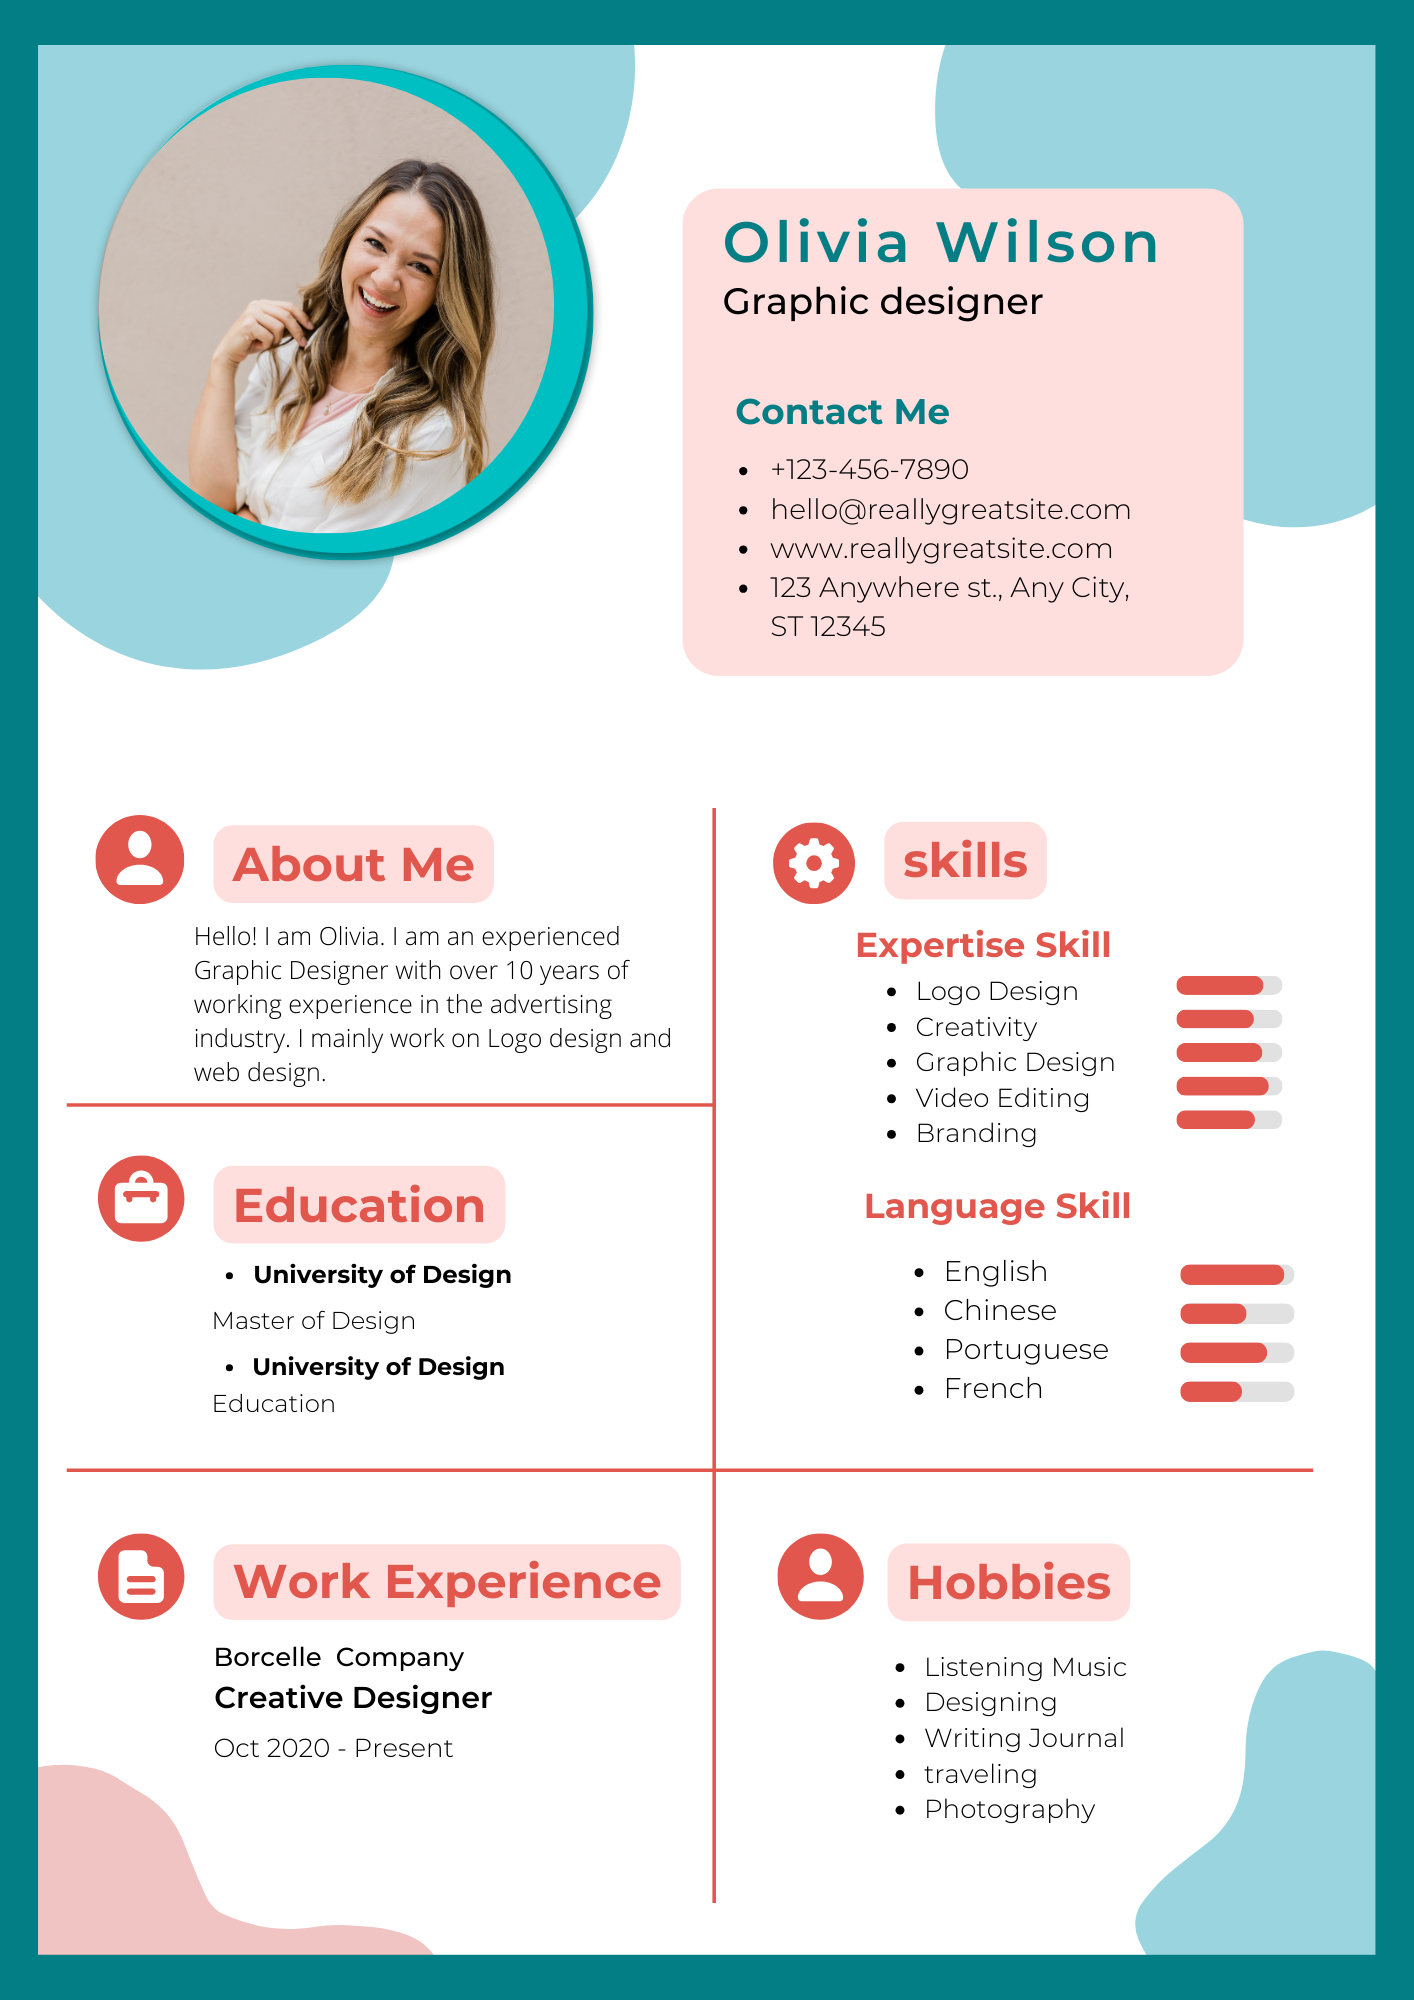 Olivia Wilson
Graphic designer
Contact Me
+123-456-7890
hello@reallygreatsite.com
www.reallygreatsite.com
123 Anywhere st., Any City,
ST 12345
About Me
Hello! I am Olivia. I am an experienced
Graphic Designer with over 10 years of
working experience in the advertising
industry. I mainly work on Logo design and
web design.
Education
University of Design
Master of Design
University of Design
Education
Work Experience
Borcelle  Company
Creative Designer
Oct 2020 - Present
skills
Expertise Skill
Logo Design
Creativity
Graphic Design
Video Editing
Branding
Language Skill
English
Chinese
Portuguese
French
Hobbies
Listening Music
Designing
Writing Journal
traveling
Photography